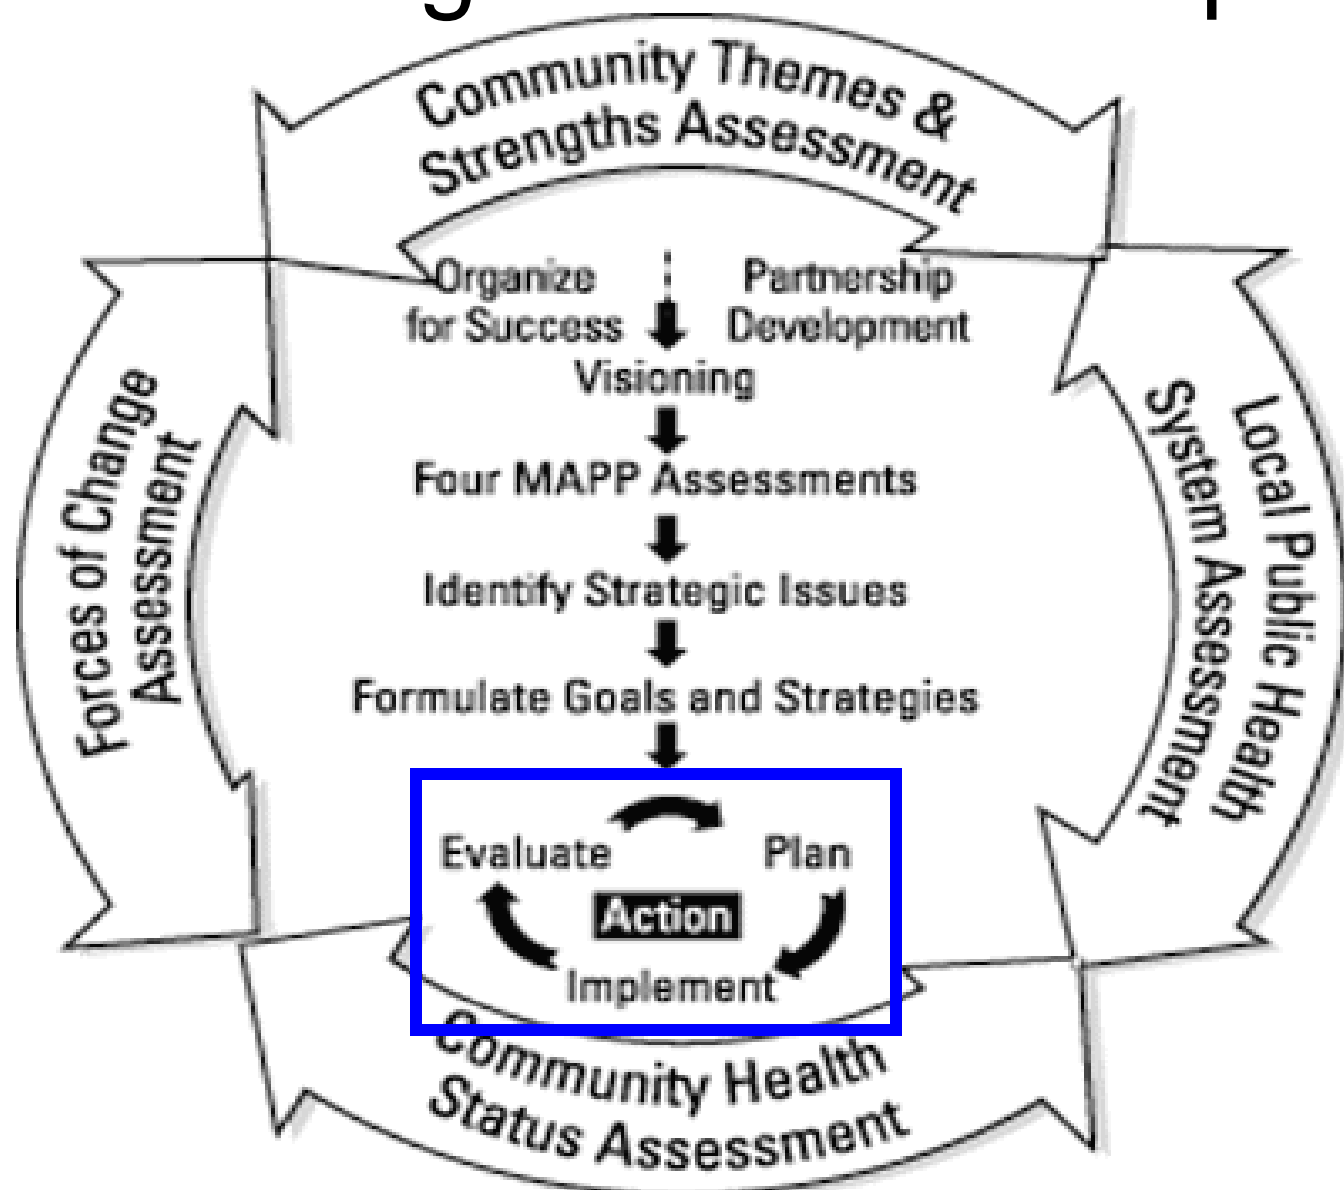 Community Themes &
Strengths Assessment
Organize
for Success
Partnership
Development
Visioning
Four MAPP Assessments
Identify Strategic Issues
Formulate Goals and Strategies
Evaluate
Plan
Action
Implement
Forces of Change
Assessment
Local Public Health
System Assessment
Community Health
Status Assessment